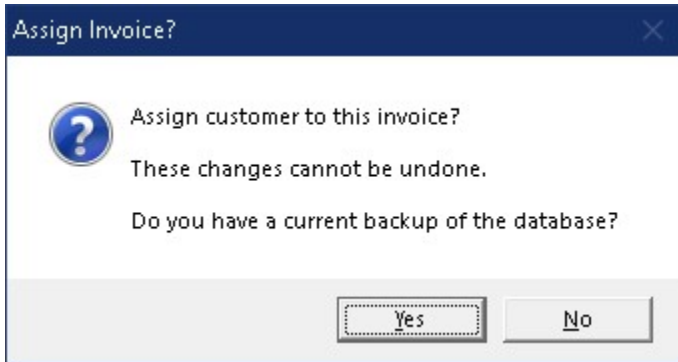 Assign Invoice?
Assign customer to this invoice?
These changes cannot be undone.
Do you have a current backup of the database?
Yes
No